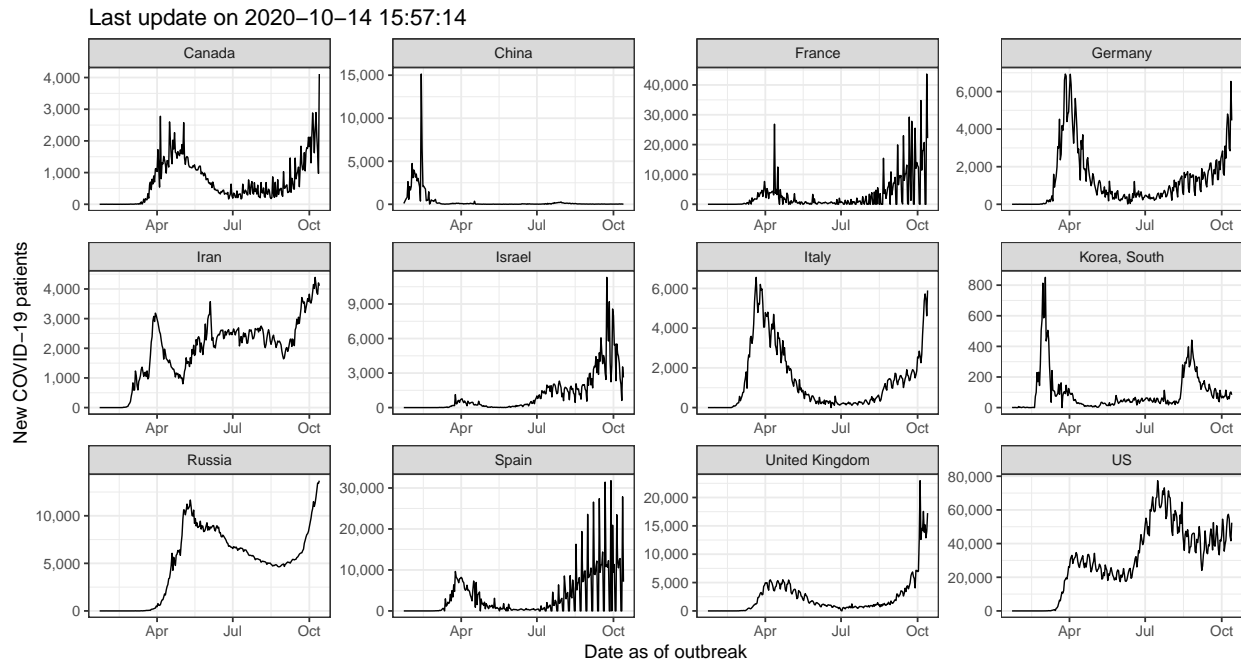 Last update on 2020−10−14 15:57:14
Canada
China
France
Germany
4,000
3,000
2,000
1,000
0
15,000
10,000
5,000
0
40,000
30,000
20,000
10,000
0
6,000
4,000
2,000
0
Apr Jul Oct
Apr Jul Oct
Apr Jul Oct
Apr Jul Oct
Iran
Israel
Italy
Korea, South
4,000
3,000
2,000
1,000
0
9,000
6,000
3,000
0
6,000
4,000
2,000
0
800
600
400
200
0
Apr Jul Oct
Apr Jul Oct
Apr Jul Oct
Apr Jul Oct
Russia
Spain
United Kingdom
US
10,000
5,000
0
30,000
20,000
10,000
0
20,000
15,000
10,000
5,000
0
80,000
60,000
40,000
20,000
0
Apr Jul Oct
Apr Jul Oct
Apr Jul Oct
Apr Jul Oct
New COVID−19 patients
Date as of outbreak